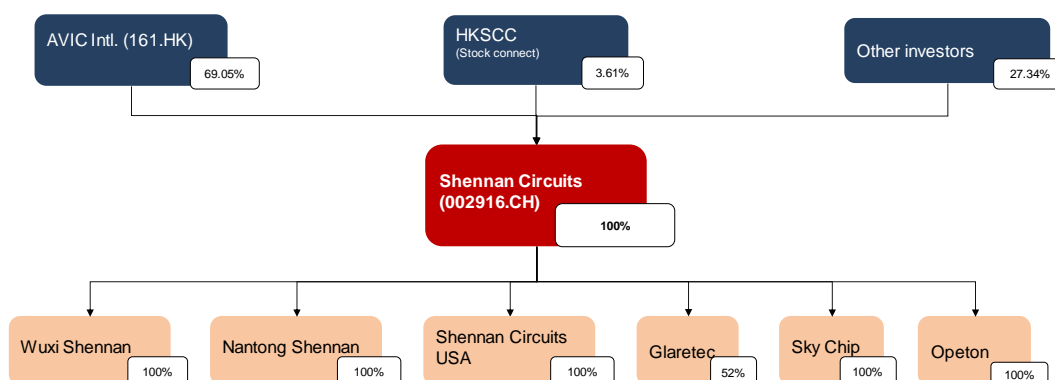 AVIC Intl. (161.HK)
69.05%
HKSCC
(Stock connect)
3.61%
Other investors
27.34%
Shennan Circuits
(002916.CH)
100%
Wuxi Shennan
100%
Nantong Shennan
100%
Shennan Circuits
USA
100%
Glaretec
52%
Sky Chip
100%
Opeton
100%